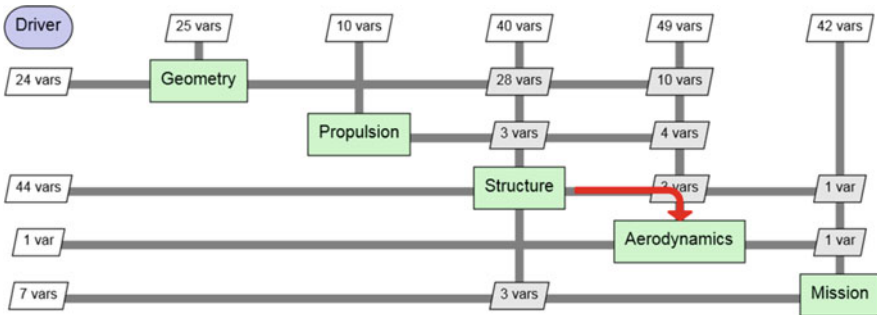 Driver
25 vars
10 vars
40 vars
49 vars
42 vars
24 vars
Geometry
28 vars
10 vars
Propulsion
3 vars
4 vars
44 vars
Structure
3 vars
1 var
1 var
Aerodynamics
1 var
7 vars
3 vars
Mission